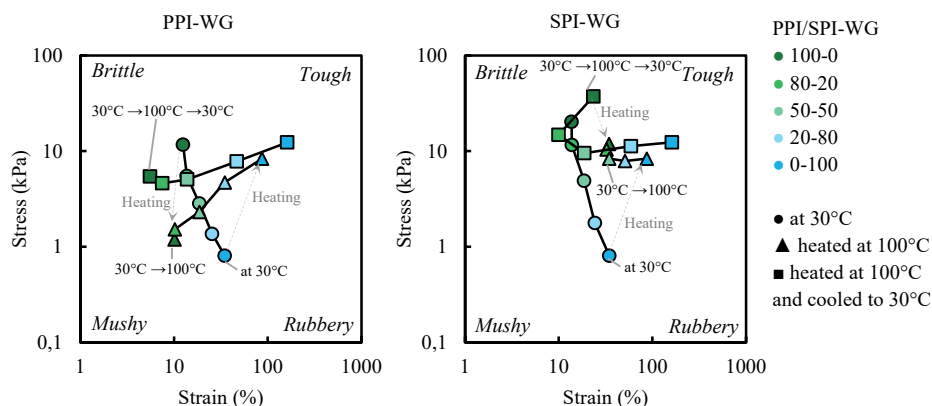 PPI-WG
Stress (kPa)
100
10
1
0,1
Brittle
Tough
30°C →100°C →30°C
Heating
Heating
30°C →100°C
at 30°C
Mushy
Rubbery
1
10
100
1000
Strain (%)
SPI-WG
Stress (kPa)
100
10
1
0,1
Brittle
30°C →100°C →30°C
Tough
Heating
30°C →100°C
Heating
at 30°C
Mushy
Rubbery
1
10
100
1000
Strain (%)
PPI/SPI-WG
100-0
80-20
50-50
20-80
0-100
at 30°C
heated at 100°C
heated at 100°C
and cooled to 30°C